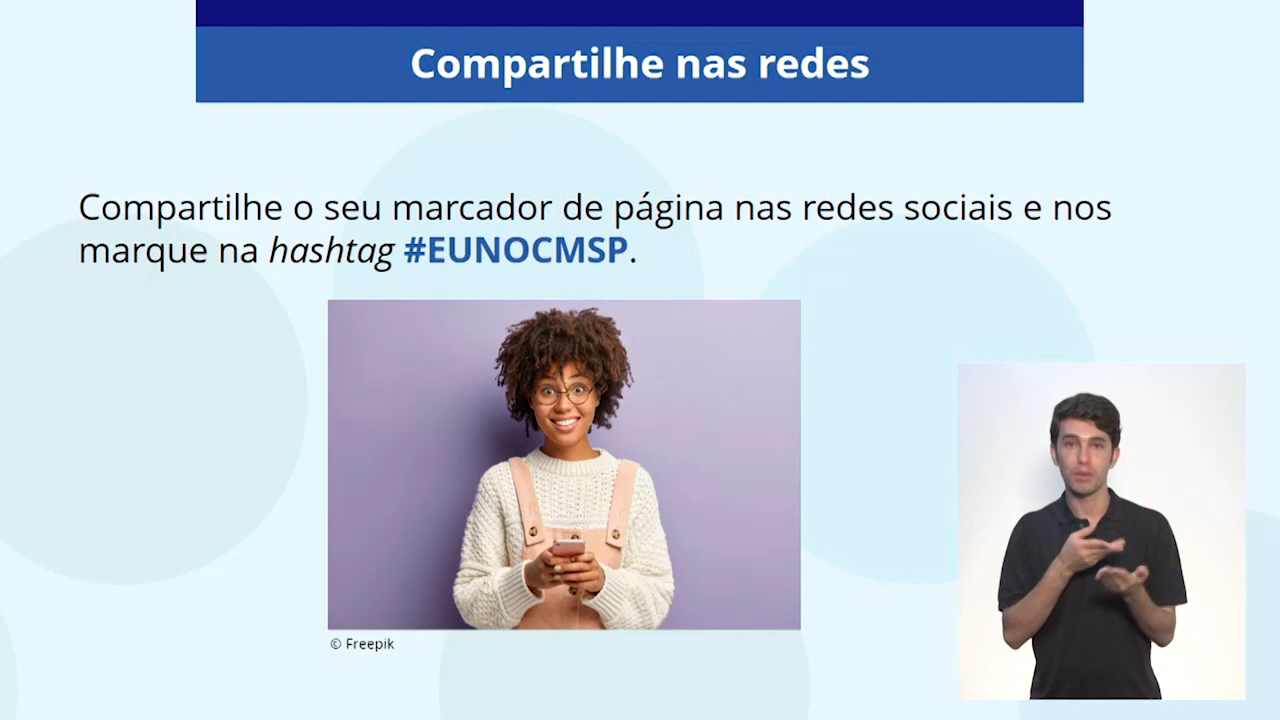 Compartilhe nas redes
Compartilhe o seu marcador de página nas redes sociais e nos
marque na hashtag #EUNOCMSP.
© Freepik